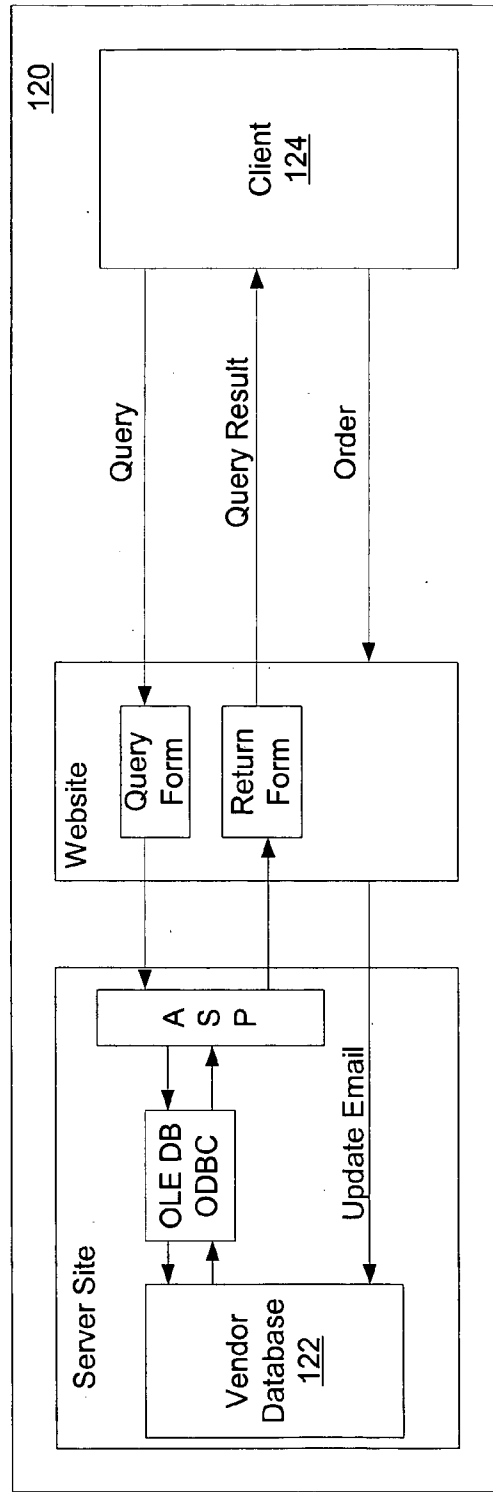 120
Server Site
Vendor
Database
122
OLE DB
ODBC
A
S
P
Update Email
Website
Query
Form
Return
Form
Query
Query Result
Order
Client
124